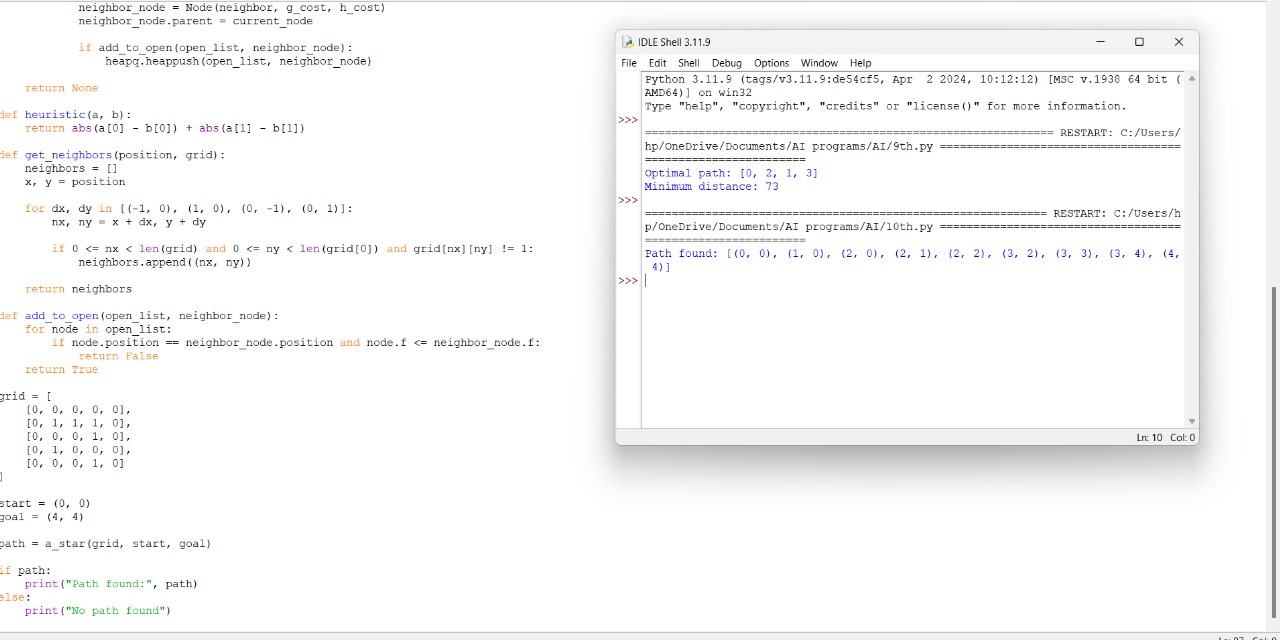 neighbor_node = Node(neighbor, g_cost, h_cost)
neighbor_node.parent = current_node
if add_to_open(open_list, neighbor_node):
heapq.heappush(open_list, neighbor_node)
return None
def heuristic(a, b):
return abs(a[0] - b[0]) + abs(a[1] - b[1])
def get_neighbors(position, grid):
neighbors = []
x, y = position
for dx, dy in [(-1, 0), (1, 0), (0, -1), (0, 1)]:
nx, ny = x + dx, y + dy
if 0 <= nx < len(grid) and 0 <= ny < len(grid[0]) and grid[nx][ny] != 1:
neighbors.append((nx, ny))
return neighbors
def add_to_open(open_list, neighbor_node):
for node in open_list:
if node.position == neighbor_node.position and node.f <= neighbor_node.f:
return False
return True
grid = [
[0, 0, 0, 0, 0],
[0, 1, 1, 1, 0],
[0, 0, 0, 1, 0],
[0, 1, 0, 0, 0],
[0, 0, 0, 1, 0]
]
start = (0, 0)
goal = (4, 4)
path = a_star(grid, start, goal)
if path:
print("Path found:", path)
else:
print("No path found")
IDLE Shell 3.11.9
File Edit Shell Debug Options Window Help
Python 3.11.9 (tags/v3.11.9:de54cf5, Apr  2 2024, 10:12:12) [MSC v.1938 64 bit (
AMD64)] on win32
Type "help", "copyright", "credits" or "license()" for more information.
>>>
============================================================= RESTART: C:/Users/
hp/OneDrive/Documents/AI programs/AI/9th.py ====================================
========================
Optimal path: [0, 2, 1, 3]
Minimum distance: 73
>>>
============================================================ RESTART: C:/Users/h
p/OneDrive/Documents/AI programs/AI/10th.py ====================================
========================
Path found: [(0, 0), (1, 0), (2, 0), (2, 1), (2, 2), (3, 2), (3, 3), (3, 4), (4,
4)]
>>>
Ln: 10 Col: 0